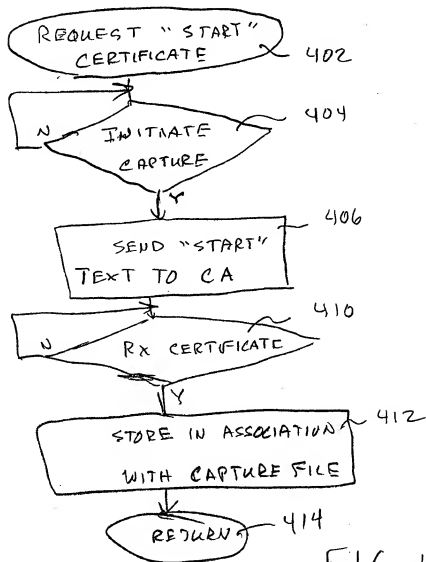 REQUEST "START"
CERTIFICATE
402
404
N
INITIATE
CAPTURE
Y
406
SEND "START"
TEXT TO CA
410
N
RX CERTIFICATE
Y
412
STORE IN ASSOCIATION
WITH CAPTURE FILE
RETURN
414